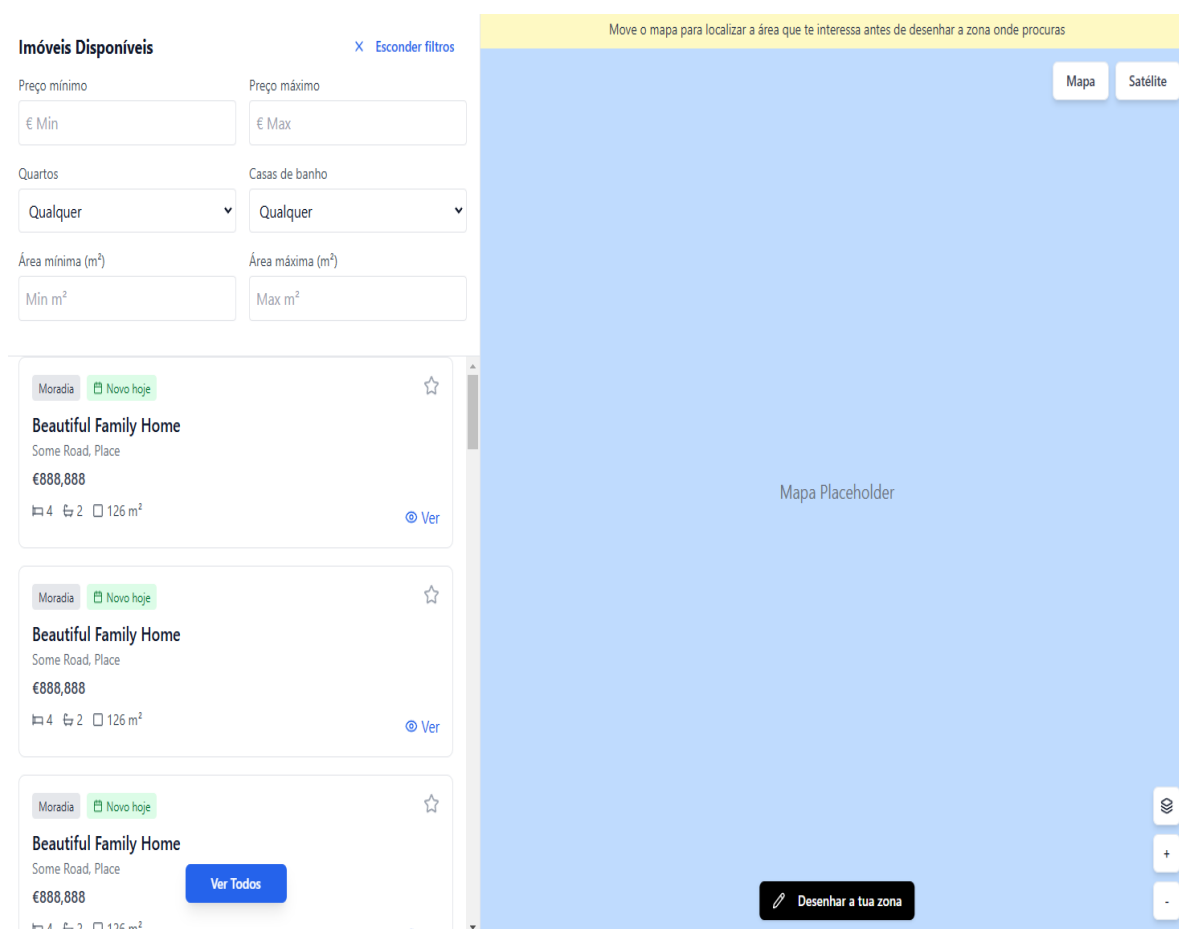 Imóveis Disponíveis
X Esconder filtros
Preço mínimo
Preço máximo
€ Min
€ Max
Quartos
Casas de banho
Qualquer
Qualquer
Área mínima (m²)
Área máxima (m²)
Min m²
Max m²
Moradia
Novo hoje
Beautiful Family Home
Some Road, Place
€888,888
4 2 126 m²
Ver
Moradia
Novo hoje
Beautiful Family Home
Some Road, Place
€888,888
4 2 126 m²
Ver
Moradia
Novo hoje
Beautiful Family Home
Some Road, Place
€888,888
4 2 126 m²
Ver Todos
Move o mapa para localizar a área que te interessa antes de desenhar a zona onde procuras
Mapa
Satélite
Mapa Placeholder
+
-
Desenhar a tua zona